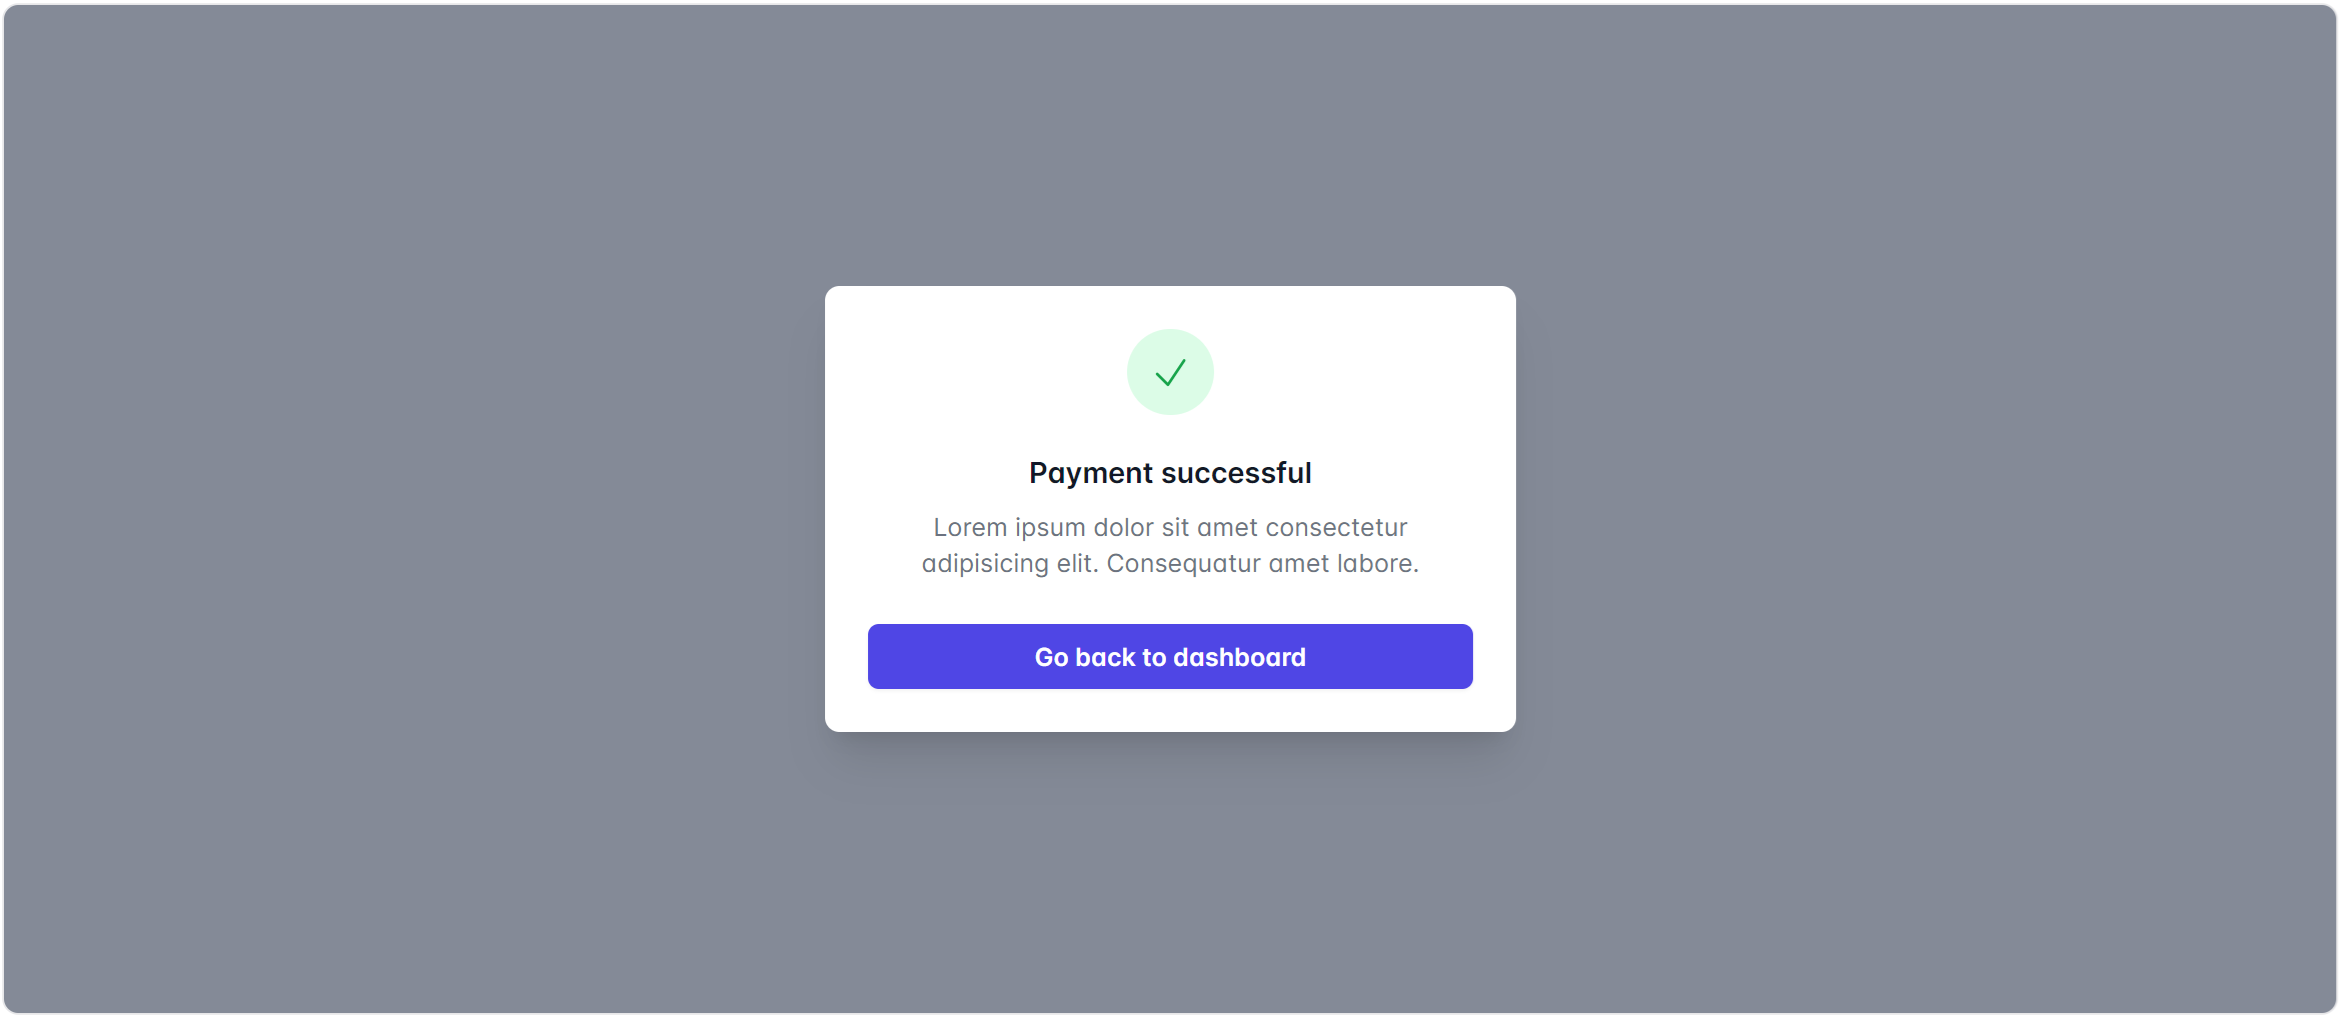 Payment successful
Lorem ipsum dolor sit amet consectetur
adipisicing elit. Consequatur amet labore.
Go back to dashboard